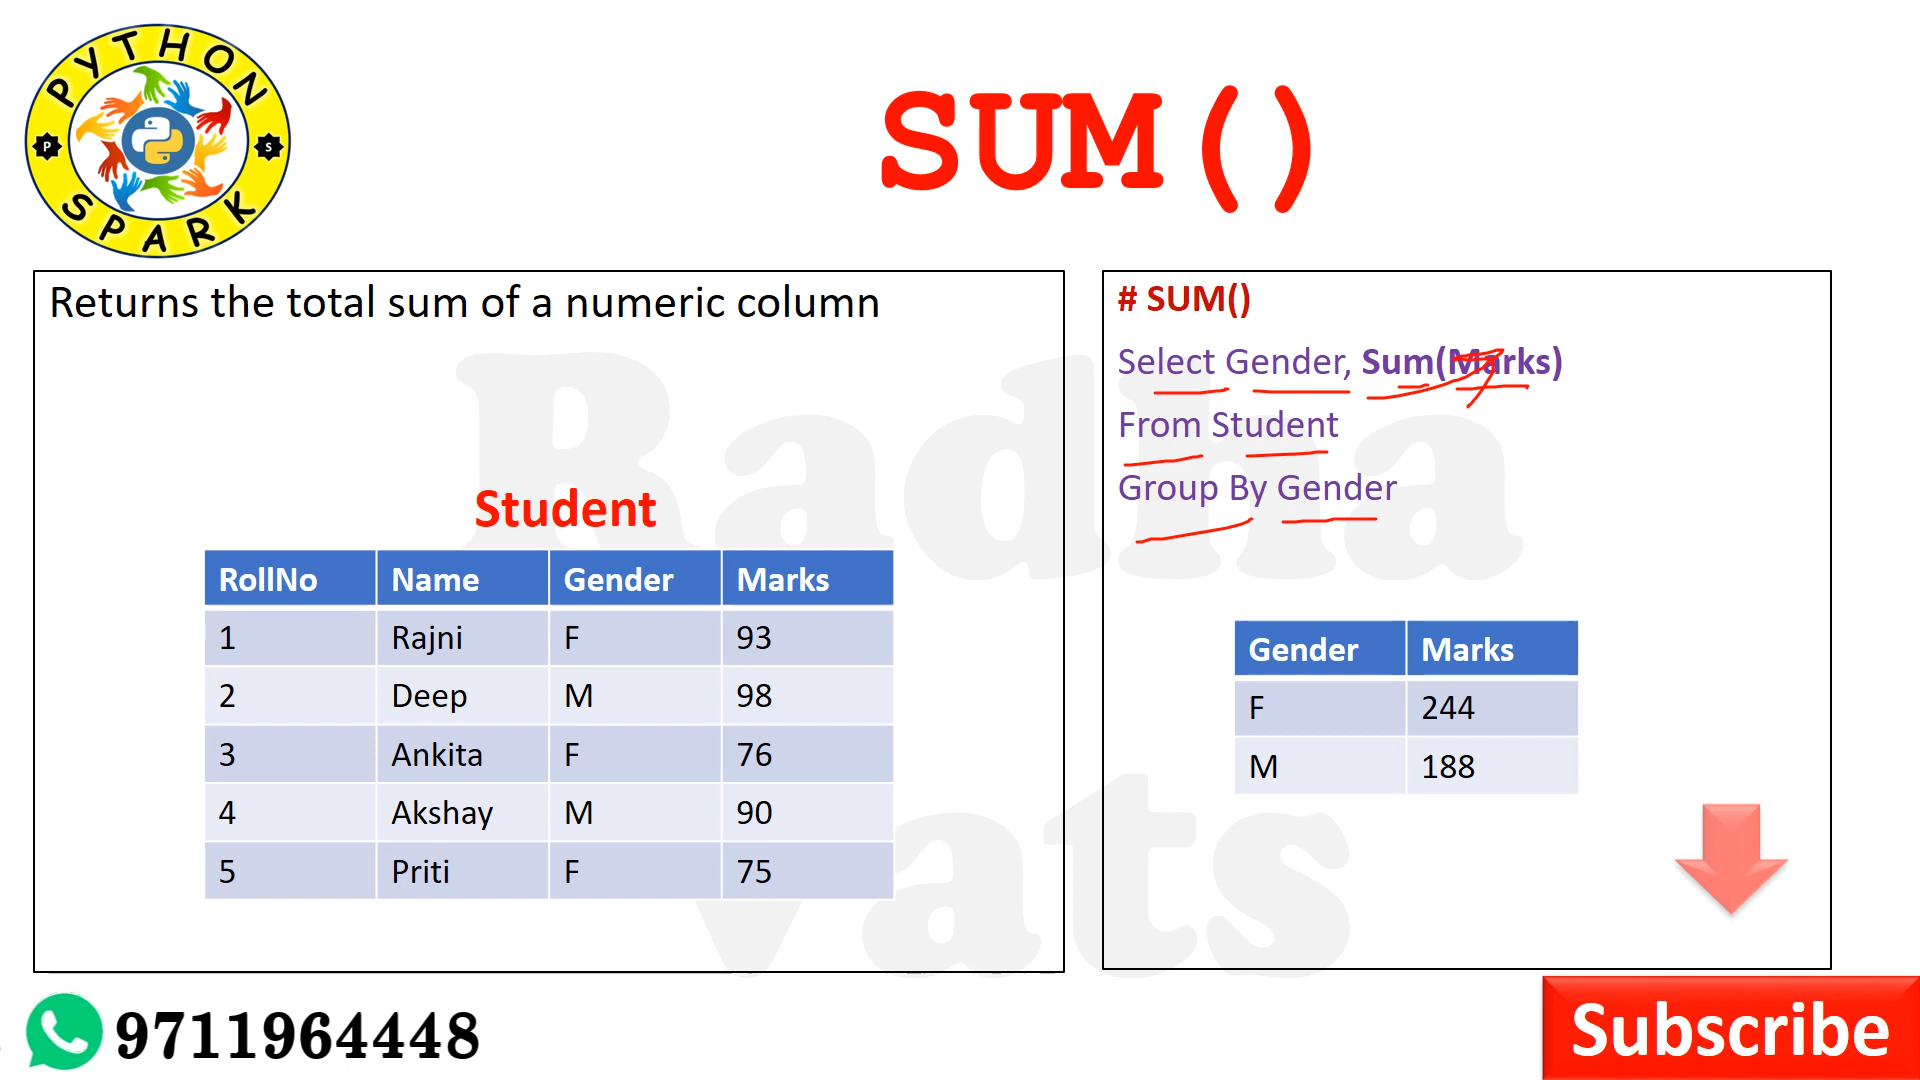 PYTHON
P S
SPARK
SUM()
Returns the total sum of a numeric column
Student
RollNo Name Gender Marks
1 Rajni F 93
2 Deep M 98
3 Ankita F 76
4 Akshay M 90
5 Priti F 75
# SUM()
Select Gender, Sum(Marks)
From Student
Group By Gender
Gender Marks
F 244
M 188
Radha
Vats
9711964448
Subscribe